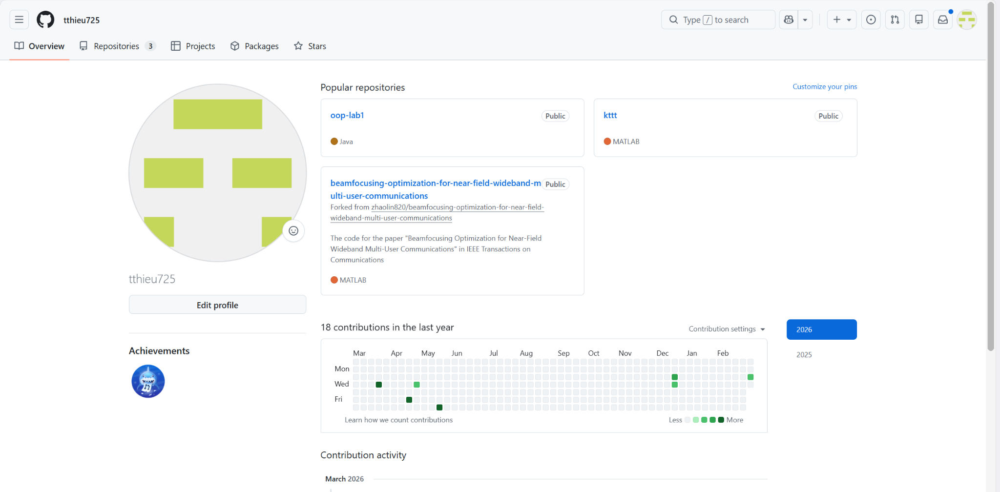 tthieu725
Type / to search
Overview
Repositories 3
Projects
Packages
Stars
Popular repositories
Customize your pins
oop-lab1
Public
Java
kttt
Public
MATLAB
beamfocusing-optimization-for-near-field-wideband-m
ulti-user-communications
Public
Forked from zhaolin820/beamfocusing-optimization-for-near-field-
wideband-multi-user-communications
The code for the paper "Beamfocusing Optimization for Near-Field
Wideband Multi-User Communications" in IEEE Transactions on
Communications
MATLAB
tthieu725
Edit profile
Achievements
18 contributions in the last year
Contribution settings
2026
2025
Mar Apr May Jun Jul Aug Sep Oct Nov Dec Jan Feb
Mon
Wed
Fri
Learn how we count contributions
Less More
Contribution activity
March 2026